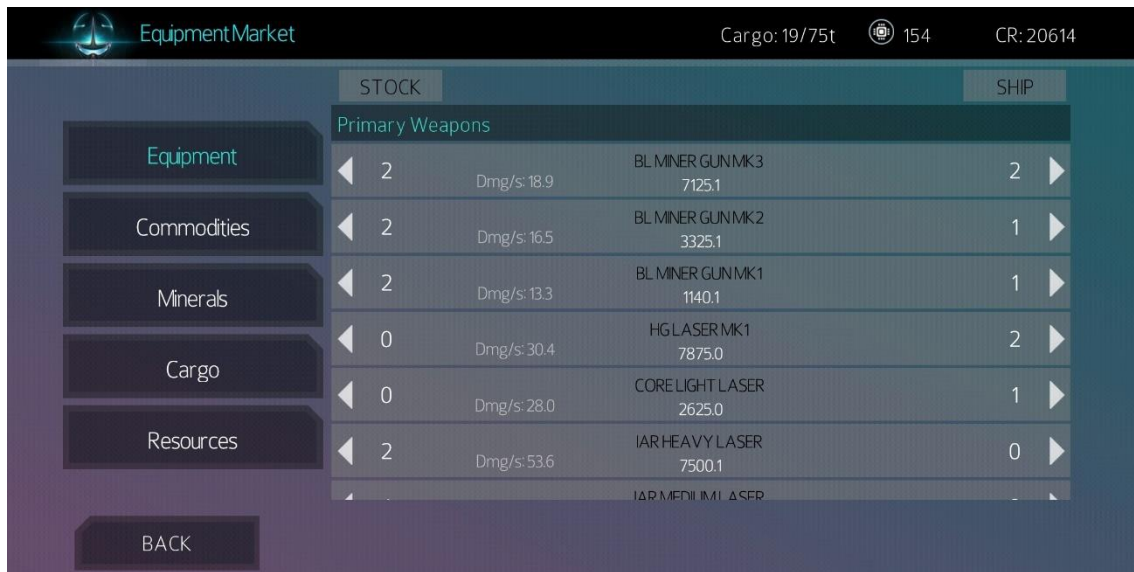 Equipment Market
Cargo: 19/75t 154 CR: 20614
STOCK SHIP
Primary Weapons
Equipment
Commodities
Minerals
Cargo
Resources
BACK
2 Dmg/s: 18.9 BL MINER GUN MK3 7125.1 2
2 Dmg/s: 16.5 BL MINER GUN MK2 3325.1 1
2 Dmg/s: 13.3 BL MINER GUN MK1 1140.1 1
0 Dmg/s: 30.4 HG LASER MK1 7875.0 2
0 Dmg/s: 28.0 CORE LIGHT LASER 2625.0 1
2 Dmg/s: 53.6 IAR HEAVY LASER 7500.1 0
IAR MEDIUM LASER